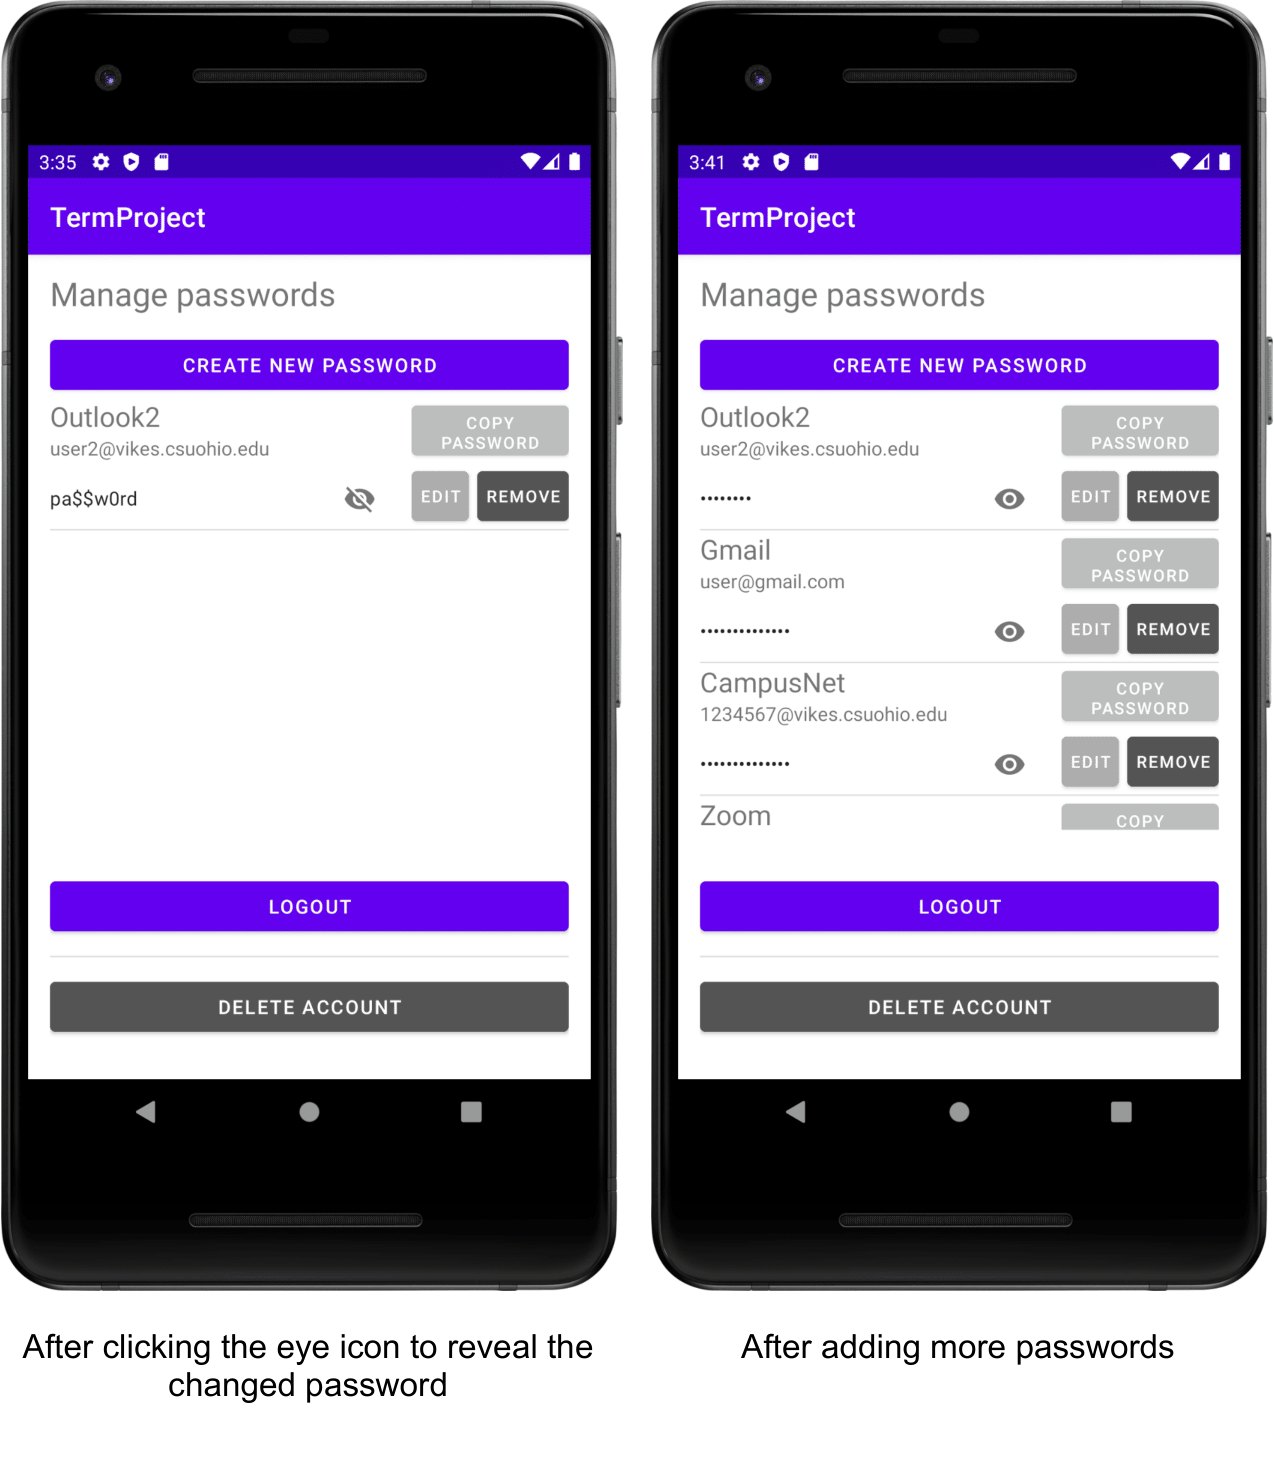 3:35
TermProject
Manage passwords
CREATE NEW PASSWORD
Outlook2
user2@vikes.csuohio.edu
COPY
PASSWORD
pa$$w0rd
EDIT
REMOVE
LOGOUT
DELETE ACCOUNT
After clicking the eye icon to reveal the
changed password
3:41
TermProject
Manage passwords
CREATE NEW PASSWORD
Outlook2
user2@vikes.csuohio.edu
COPY
PASSWORD
••••••••
EDIT
REMOVE
Gmail
user@gmail.com
COPY
PASSWORD
••••••••••••••
EDIT
REMOVE
CampusNet
1234567@vikes.csuohio.edu
COPY
PASSWORD
••••••••••••••
EDIT
REMOVE
Zoom
COPY
LOGOUT
DELETE ACCOUNT
After adding more passwords